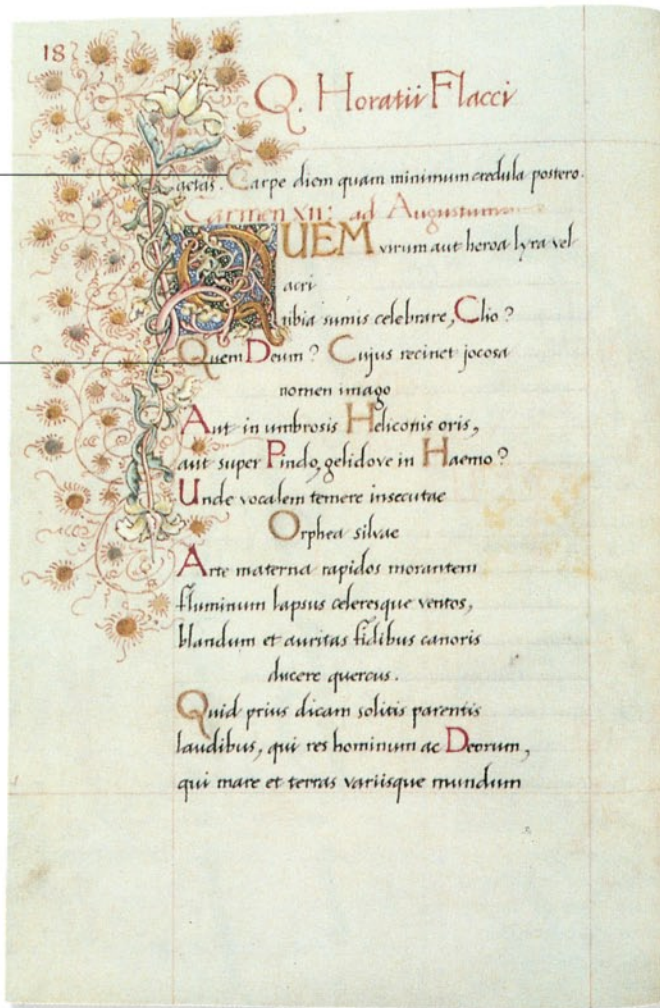 18
Q. Horatii Flacci
aetas. Carpe diem quam minimum credula postero.
Carmen XII: ad Augustum
QUEM virum aut heroa lyra vel
acri
tibia sumis celebrare, Clio?
Quem Deum? Cujus recinet jocosa
nomen imago
Aut in umbrosis Heliconis oris,
aut super Pindo, gelidove in Haemo?
Unde vocalem temere insecutae
Orphea silvae
Arte materna rapidos morantem
fluminum lapsus celeresque ventos,
blandum et auritas fidibus canoris
ducere quercus.
Quid prius dicam solitis parentis
laudibus, qui res hominum ac Deorum,
qui mare et terras variisque mundum